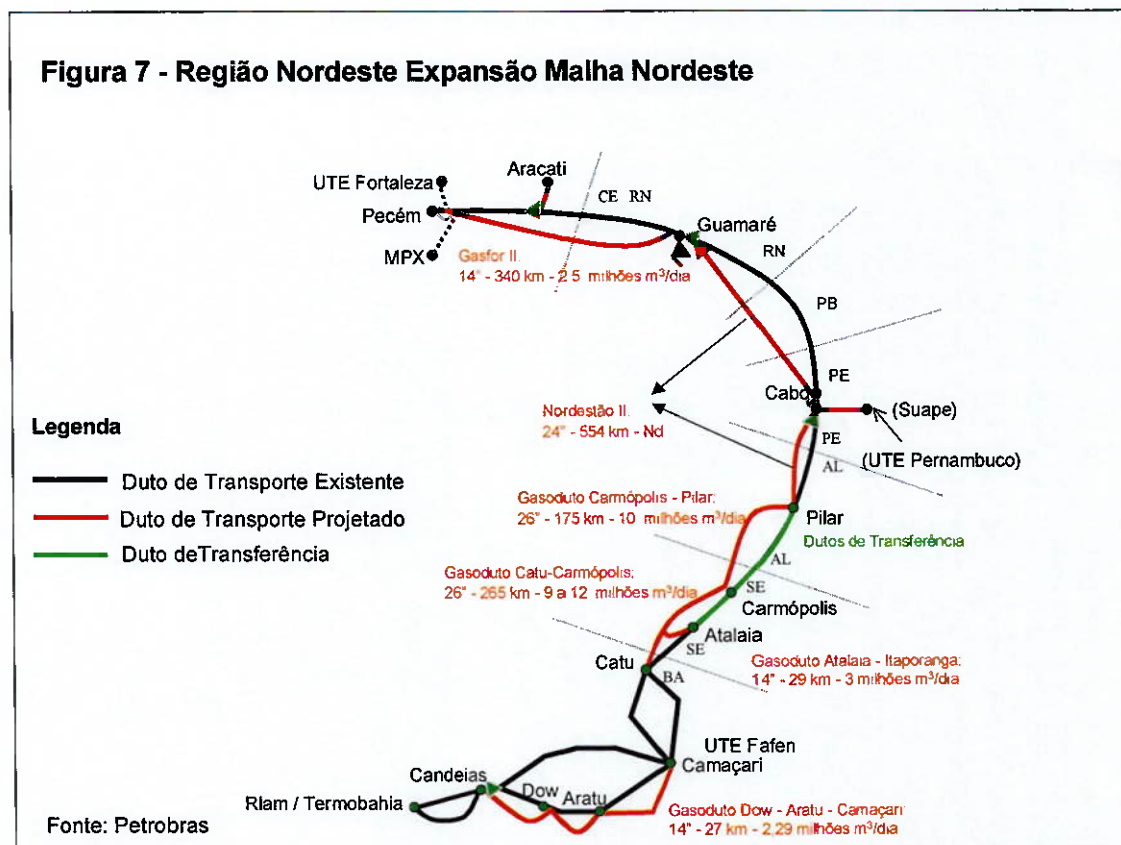 Figura 7 - Região Nordeste Expansão Malha Nordeste
UTE Fortaleza
Aracati
Pecém
CE RN
Guamaré
MPX
Gasfor II:
14" - 340 km - 2.5 milhões m³/dia
RN
PB
PE
Cabo
(Suape)
Nordestão II:
24" - 554 km - Nd
PE
(UTE Pernambuco)
AL
Legenda
Duto de Transporte Existente
Duto de Transporte Projetado
Duto deTransferência
Gasoduto Carmópolis - Pilar:
26" - 175 km - 10 milhões m³/dia
Pilar
Dutos de Transferência
AL
SE
Gasoduto Catu-Carmópolis:
26" - 265 km - 9 a 12 milhões m³/dia
Carmópolis
Atalaia
SE
Catu
BA
Gasoduto Atalaia - Itaporanga:
14" - 29 km - 3 milhões m³/dia
UTE Fafen
Camaçari
Candeias
Dow
Aratu
Rlam / Termobahia
Gasoduto Dow - Aratu - Camaçari:
14" - 27 km - 2,29 milhões m³/dia
Fonte: Petrobras